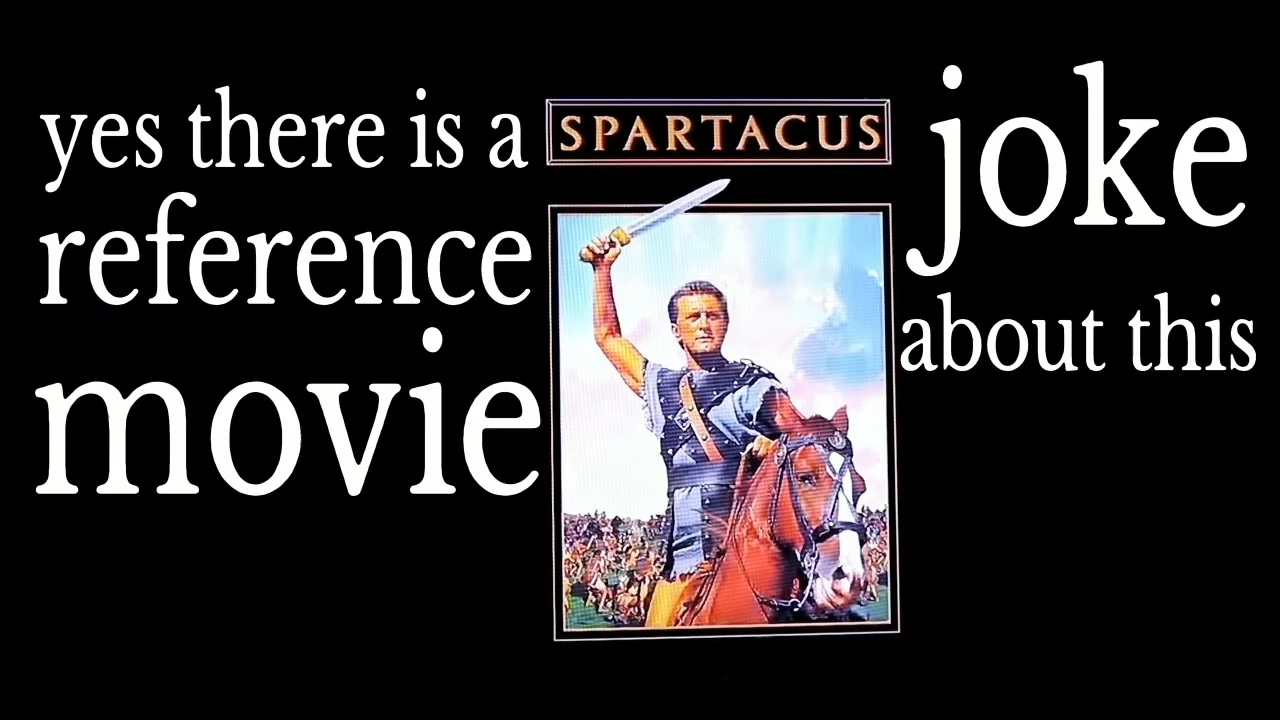 yes there is a
reference
movie
SPARTACUS
joke
about this